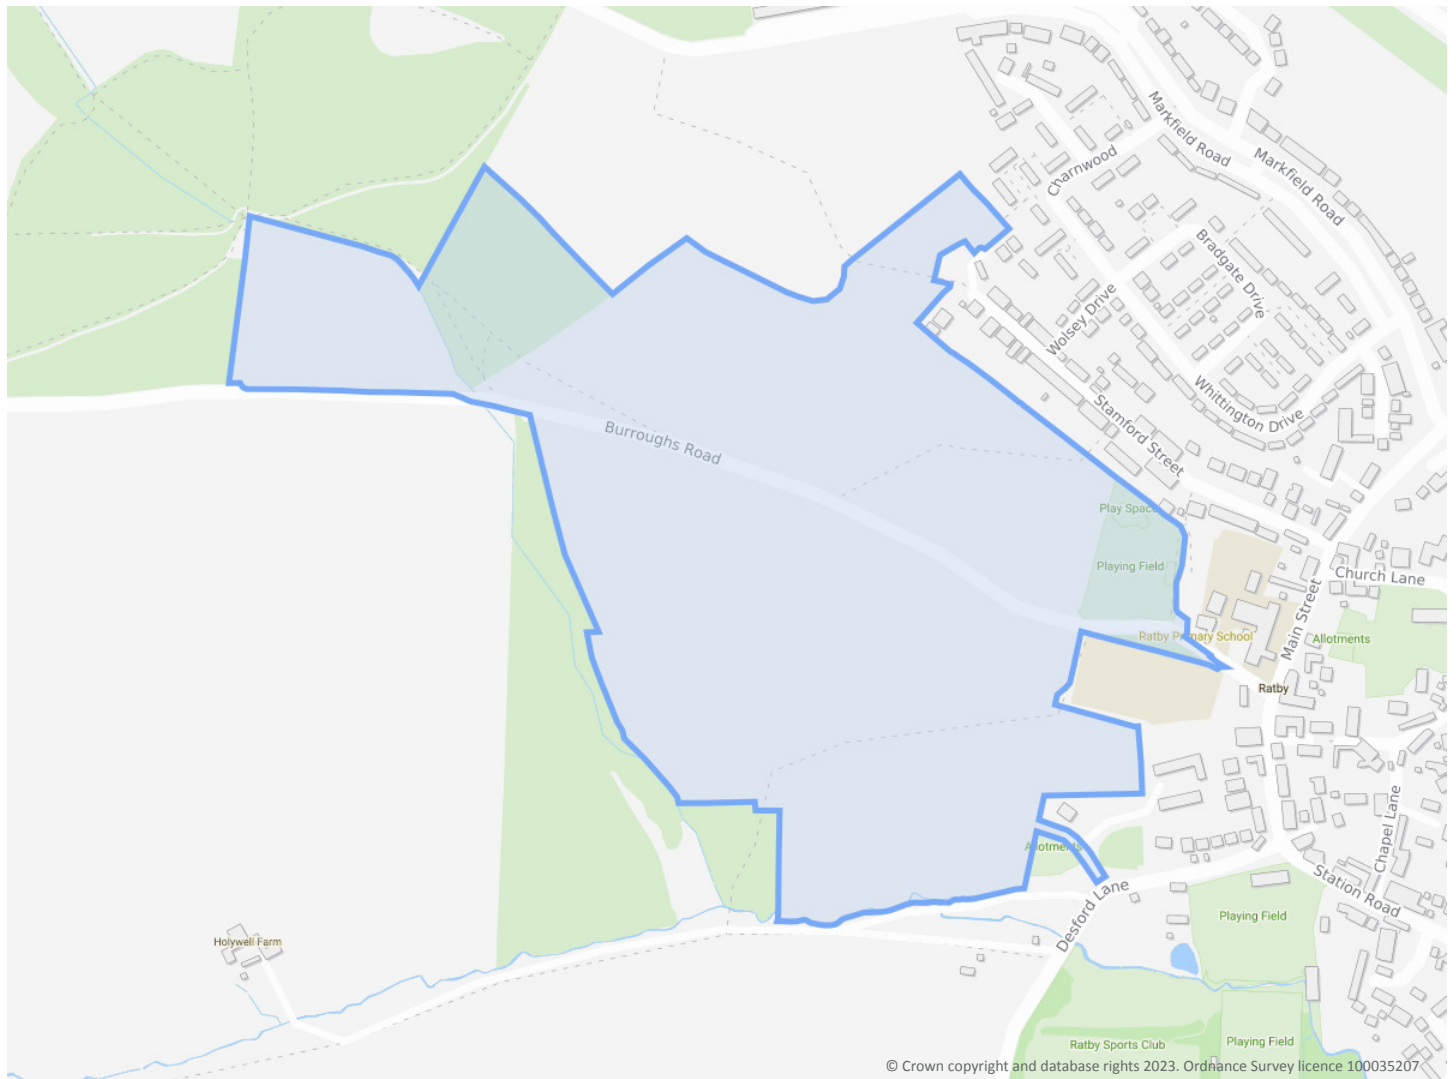 Markfield Road
Markfield Road
Charnwood
Bradgate Drive
Wolsey Drive
Whittington Drive
Stamford Street
Burroughs Road
Play Space
Playing Field
Church Lane
Ratby Primary School
Main Street
Allotments
Ratby
Chapel Lane
Allotments
Station Road
Desford Lane
Playing Field
Holywell Farm
Ratby Sports Club
Playing Field
© Crown copyright and database rights 2023. Ordnance Survey licence 100035207